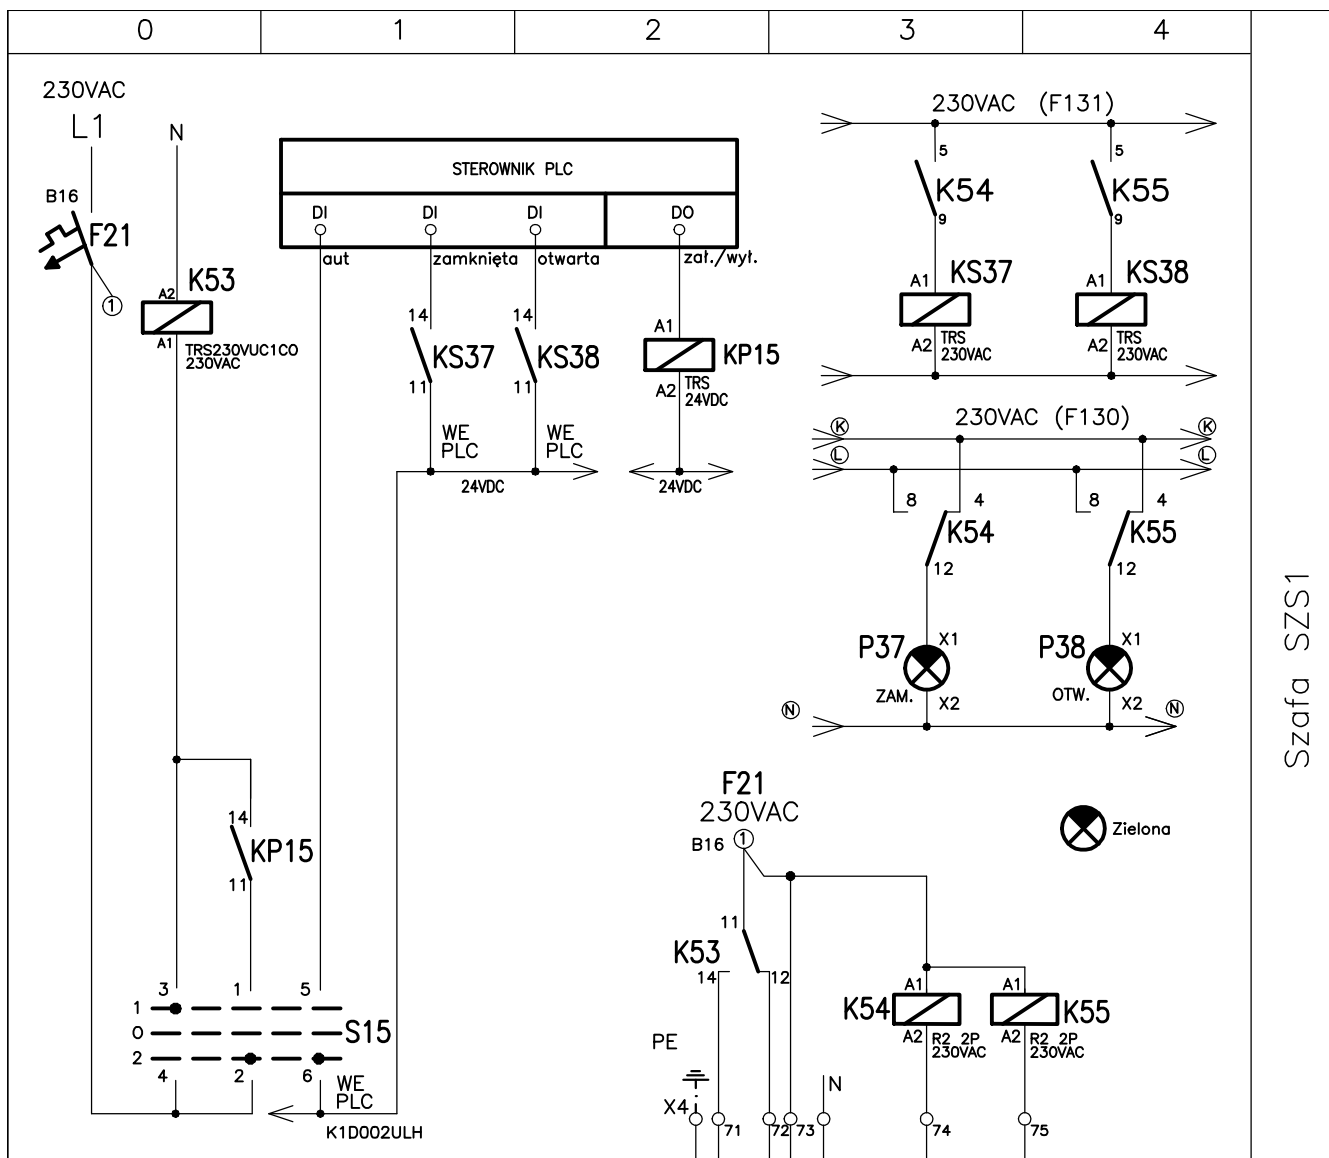 0 1 2 3 4
230VAC
L1
N
B16
F21
1
K53
A2
A1
TRS230VUC1CO
230VAC
STEROWNIK PLC
DI DI DI DO
aut zamknięta otwarta zał./wył.
14
KS37
11
14
KS38
11
WE
PLC
WE
PLC
24VDC
A1
KP15
A2
TRS
24VDC
24VDC
230VAC (F131)
5
K54
9
5
K55
9
A1
KS37
A2
TRS
230VAC
A1
KS38
A2
TRS
230VAC
230VAC (F130)
K K
L L
8 4
K54
12
8 4
K55
12
P37
X1
ZAM.
X2
P38
X1
OTW.
X2
N N
Zielona
14
KP15
11
3 1 5
1
0
S15
2
4 2 6
WE
PLC
K1D002ULH
F21
230VAC
B16
1
11
K53
14 12
A1
K54
A2
R2 2P
230VAC
A1
K55
A2
R2 2P
230VAC
PE
N
X4
71 72 73 74 75
Szafa SZS1